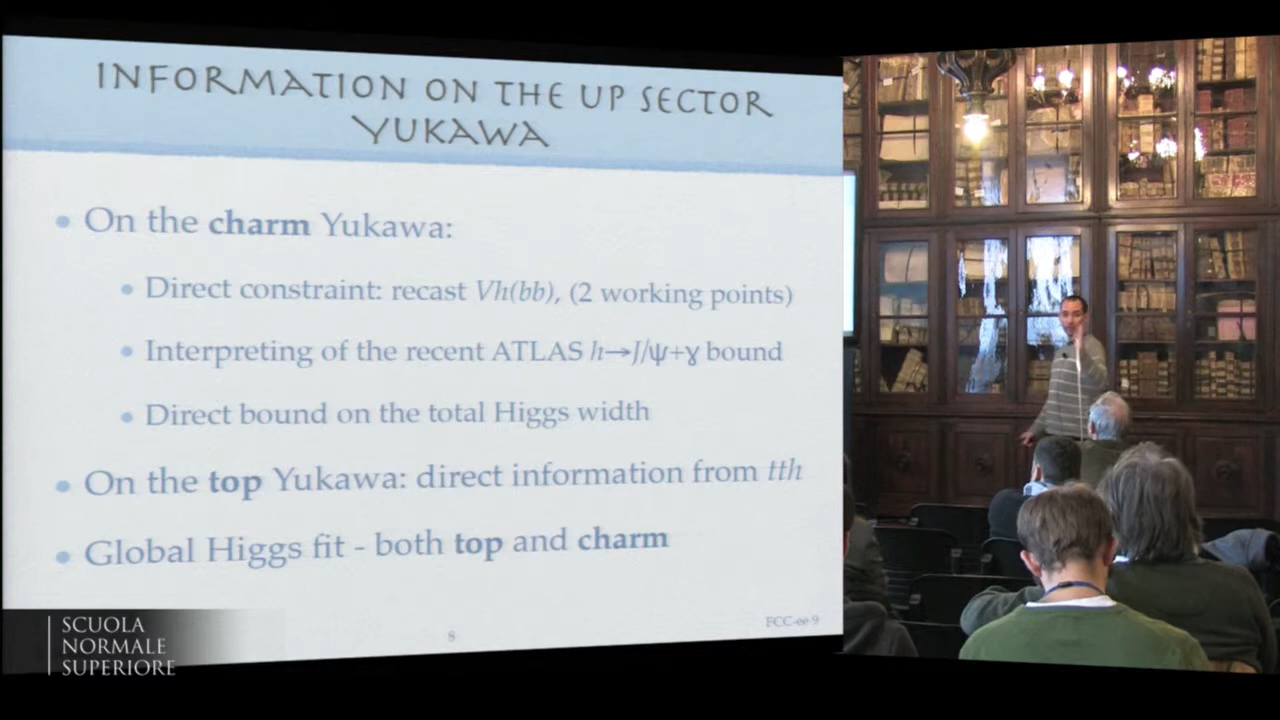 INFORMATION ON THE UP SECTOR
YUKAWA
• On the charm Yukawa:
• Direct constraint: recast Vh(bb), (2 working points)
• Interpreting of the recent ATLAS h→J/ψ+γ bound
• Direct bound on the total Higgs width
• On the top Yukawa: direct information from tth
• Global Higgs fit - both top and charm
8
FCC-ee 9
SCUOLA
NORMALE
SUPERIORE